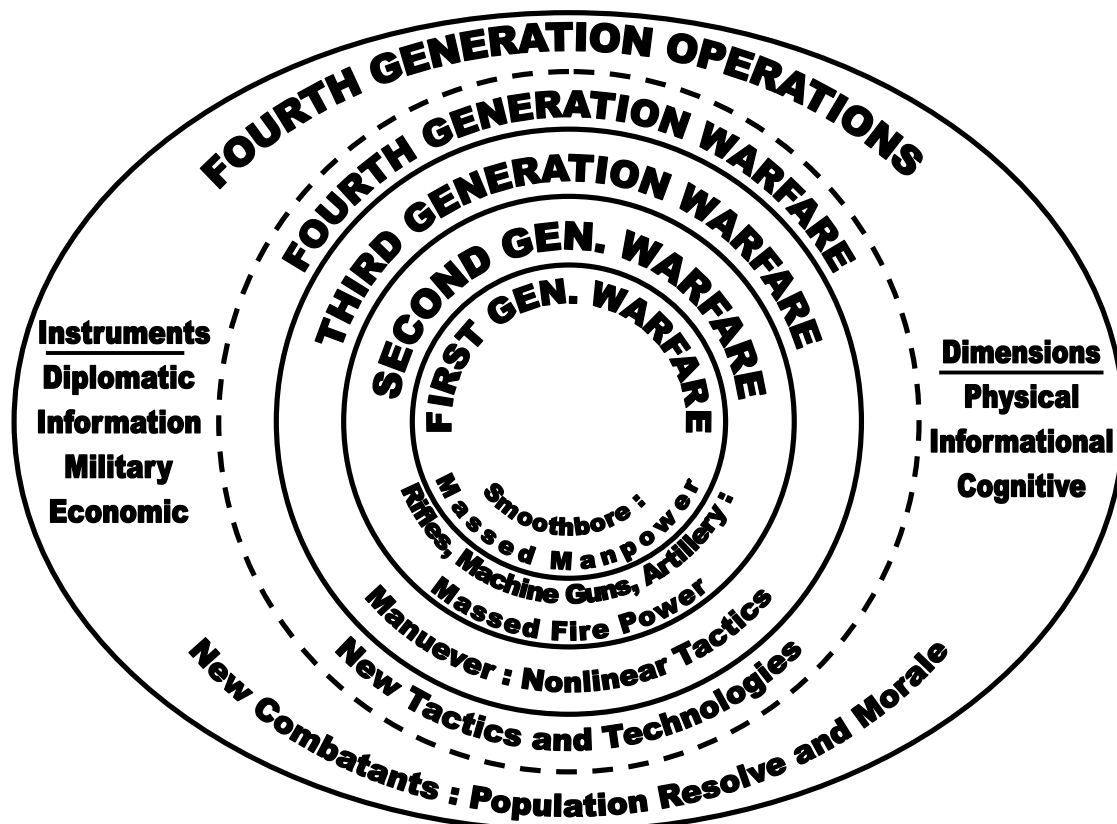 FOURTH GENERATION OPERATIONS
FOURTH GENERATION WARFARE
THIRD GENERATION WARFARE
SECOND GEN. WARFARE
FIRST GEN. WARFARE
Instruments
Diplomatic
Information
Military
Economic
Dimensions
Physical
Informational
Cognitive
Smoothbore :
Massed Manpower
Rifles, Machine Guns, Artillery :
Massed Fire Power
Manuever : Nonlinear Tactics
New Tactics and Technologies
New Combatants : Population Resolve and Morale